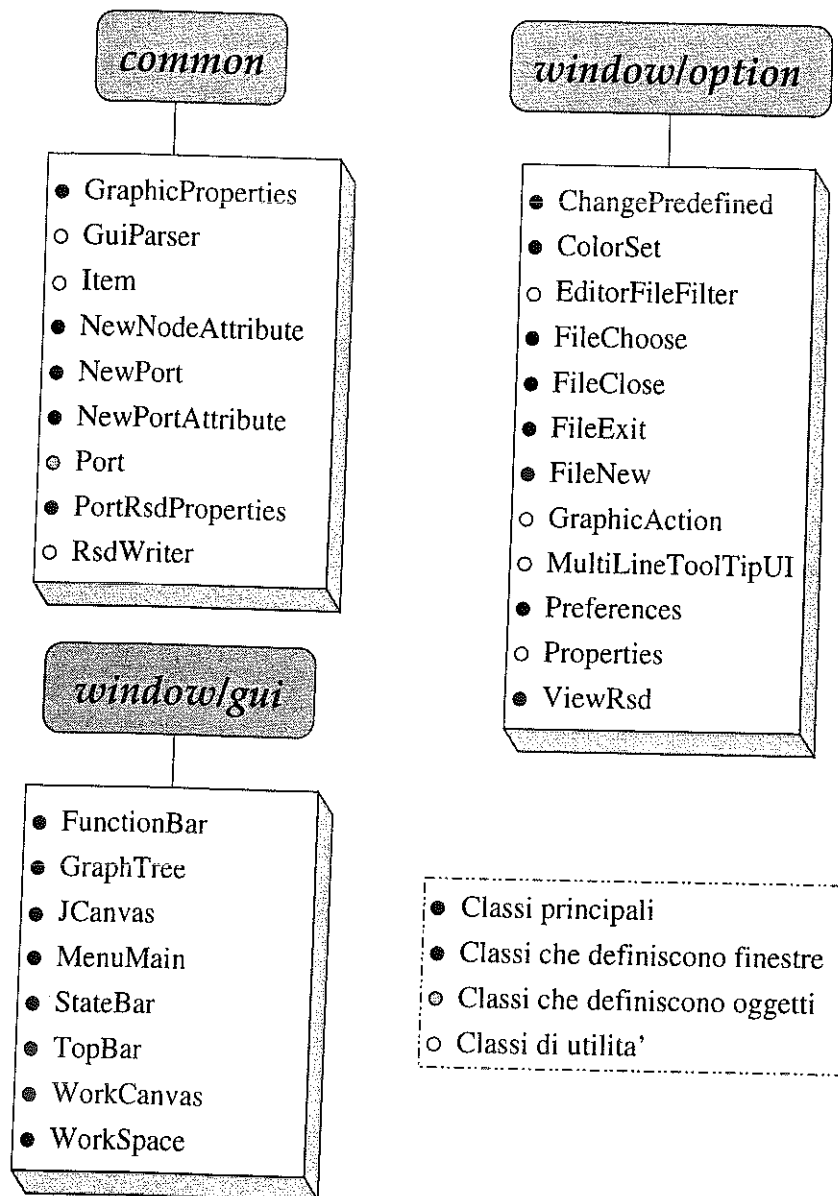 common
GraphicProperties
GuiParser
Item
NewNodeAttribute
NewPort
NewPortAttribute
Port
PortRsdProperties
RsdWriter
window/option
ChangePredefined
ColorSet
EditorFileFilter
FileChoose
FileClose
FileExit
FileNew
GraphicAction
MultiLineToolTipUI
Preferences
Properties
ViewRsd
window/gui
FunctionBar
GraphTree
JCanvas
MenuMain
StateBar
TopBar
WorkCanvas
WorkSpace
Classi principali
Classi che definiscono finestre
Classi che definiscono oggetti
Classi di utilita'